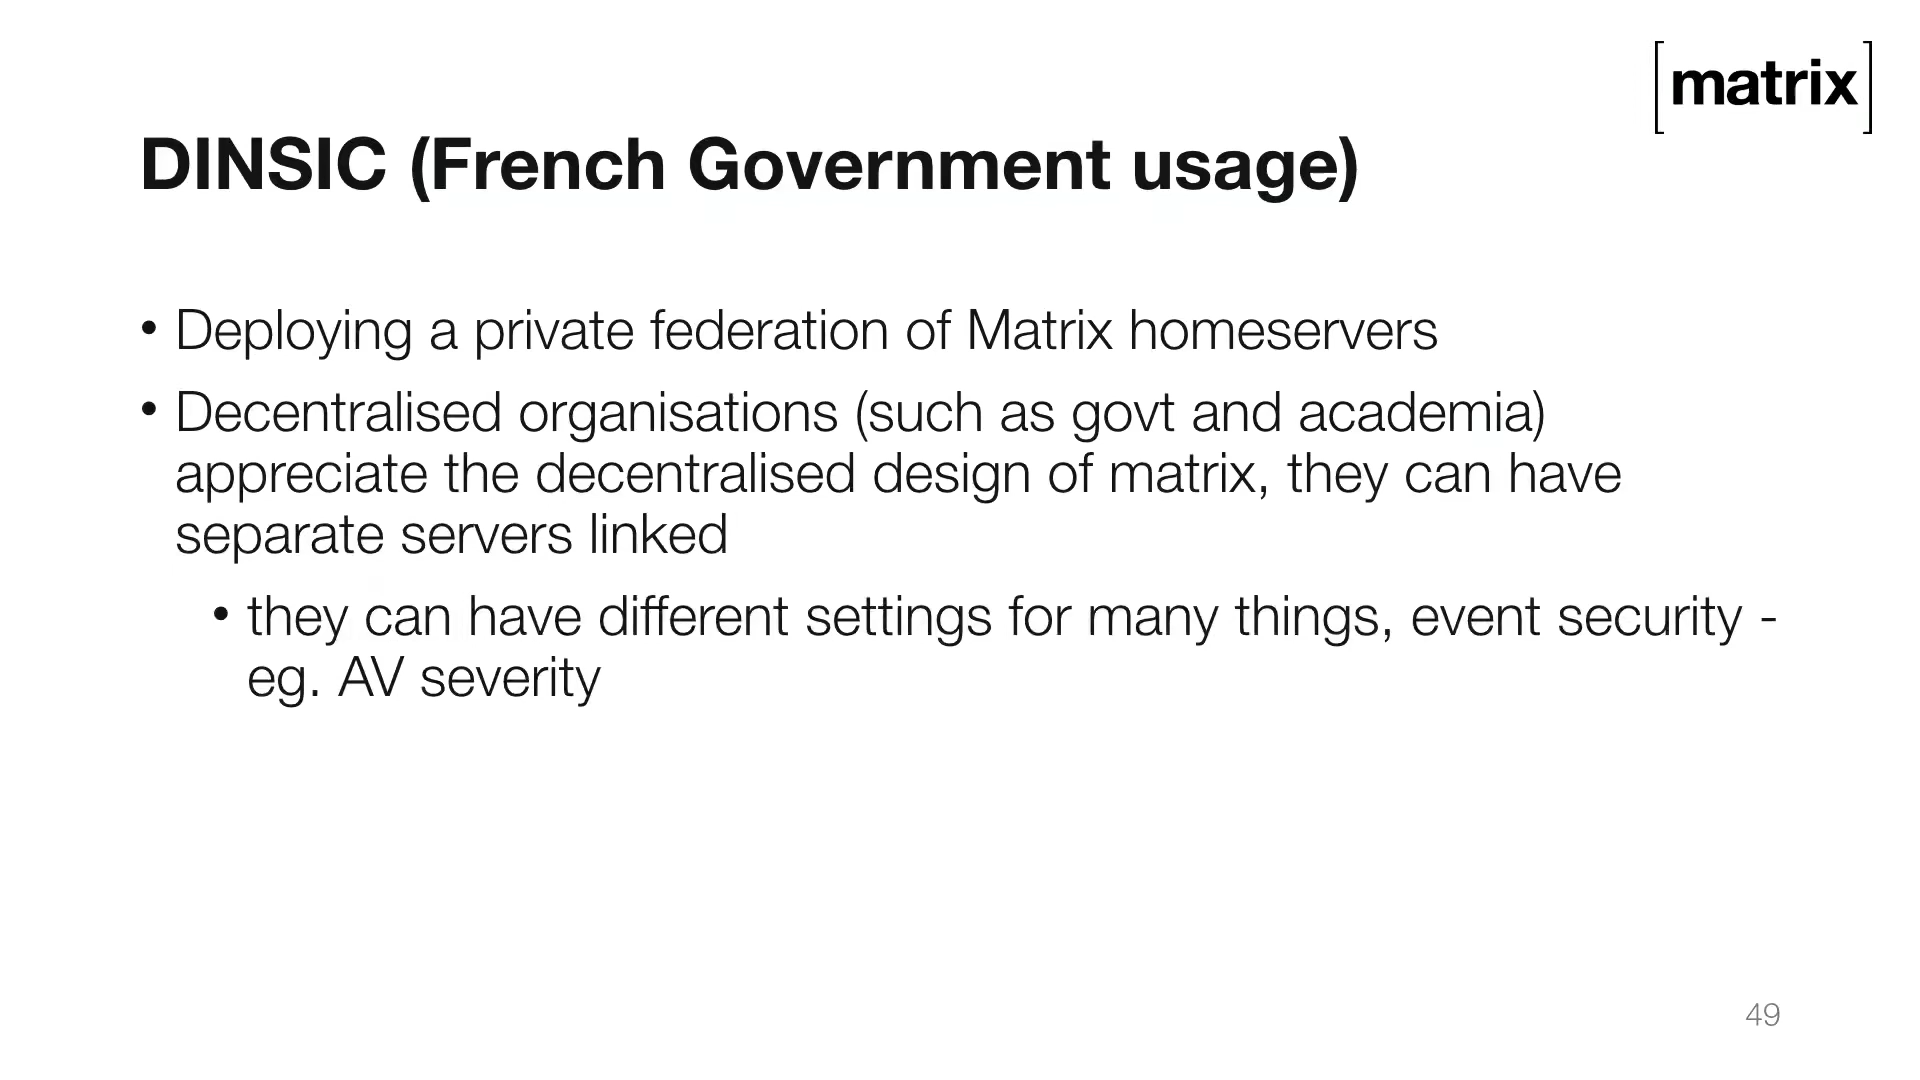 [matrix]
DINSIC (French Government usage)
• Deploying a private federation of Matrix homeservers
• Decentralised organisations (such as govt and academia)
appreciate the decentralised design of matrix, they can have
separate servers linked
• they can have different settings for many things, event security -
eg. AV severity
49